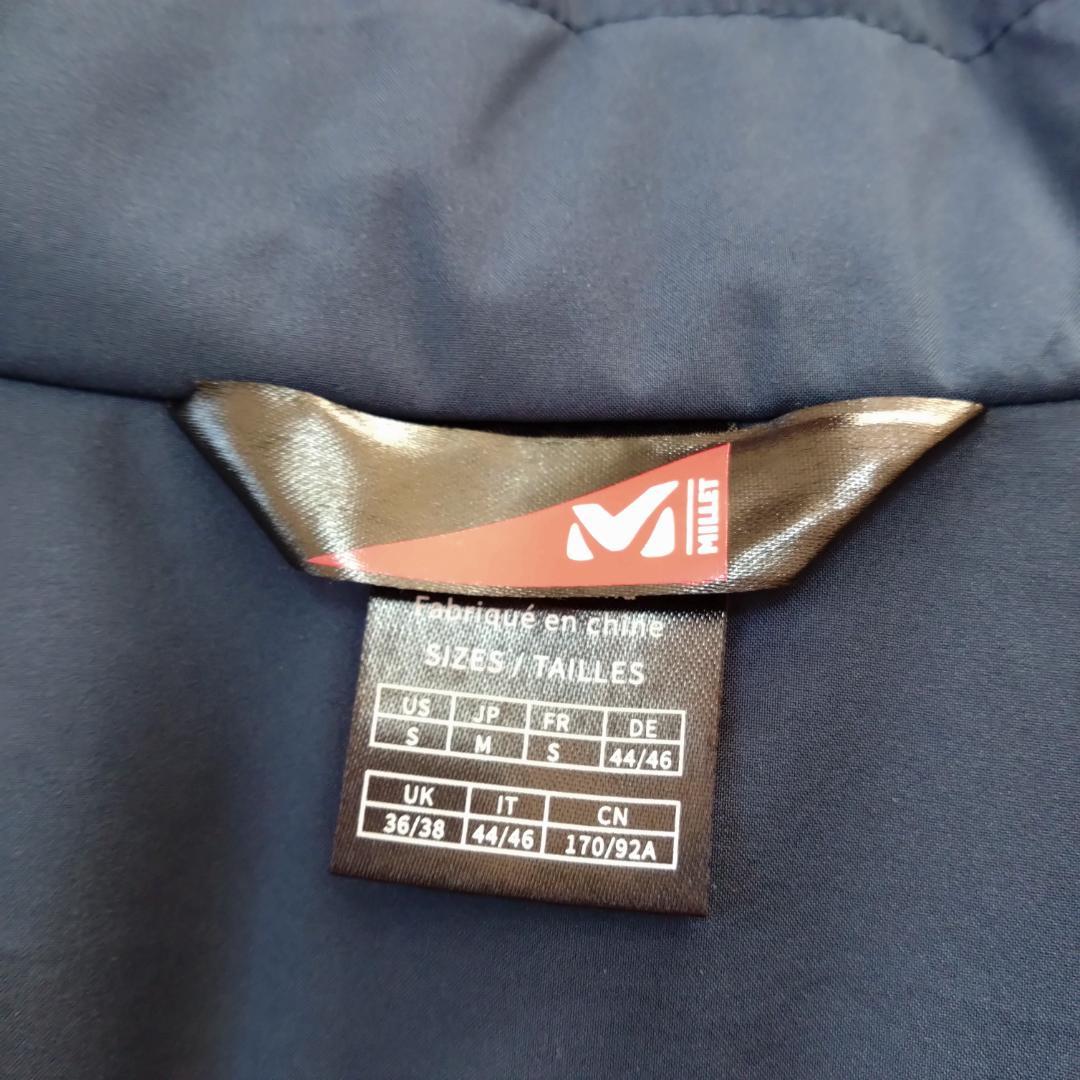 MILLET
Fabriqué en chine
SIZES / TAILLES
US JP FR DE
S M S 44/46
UK IT CN
36/38 44/46 170/92A